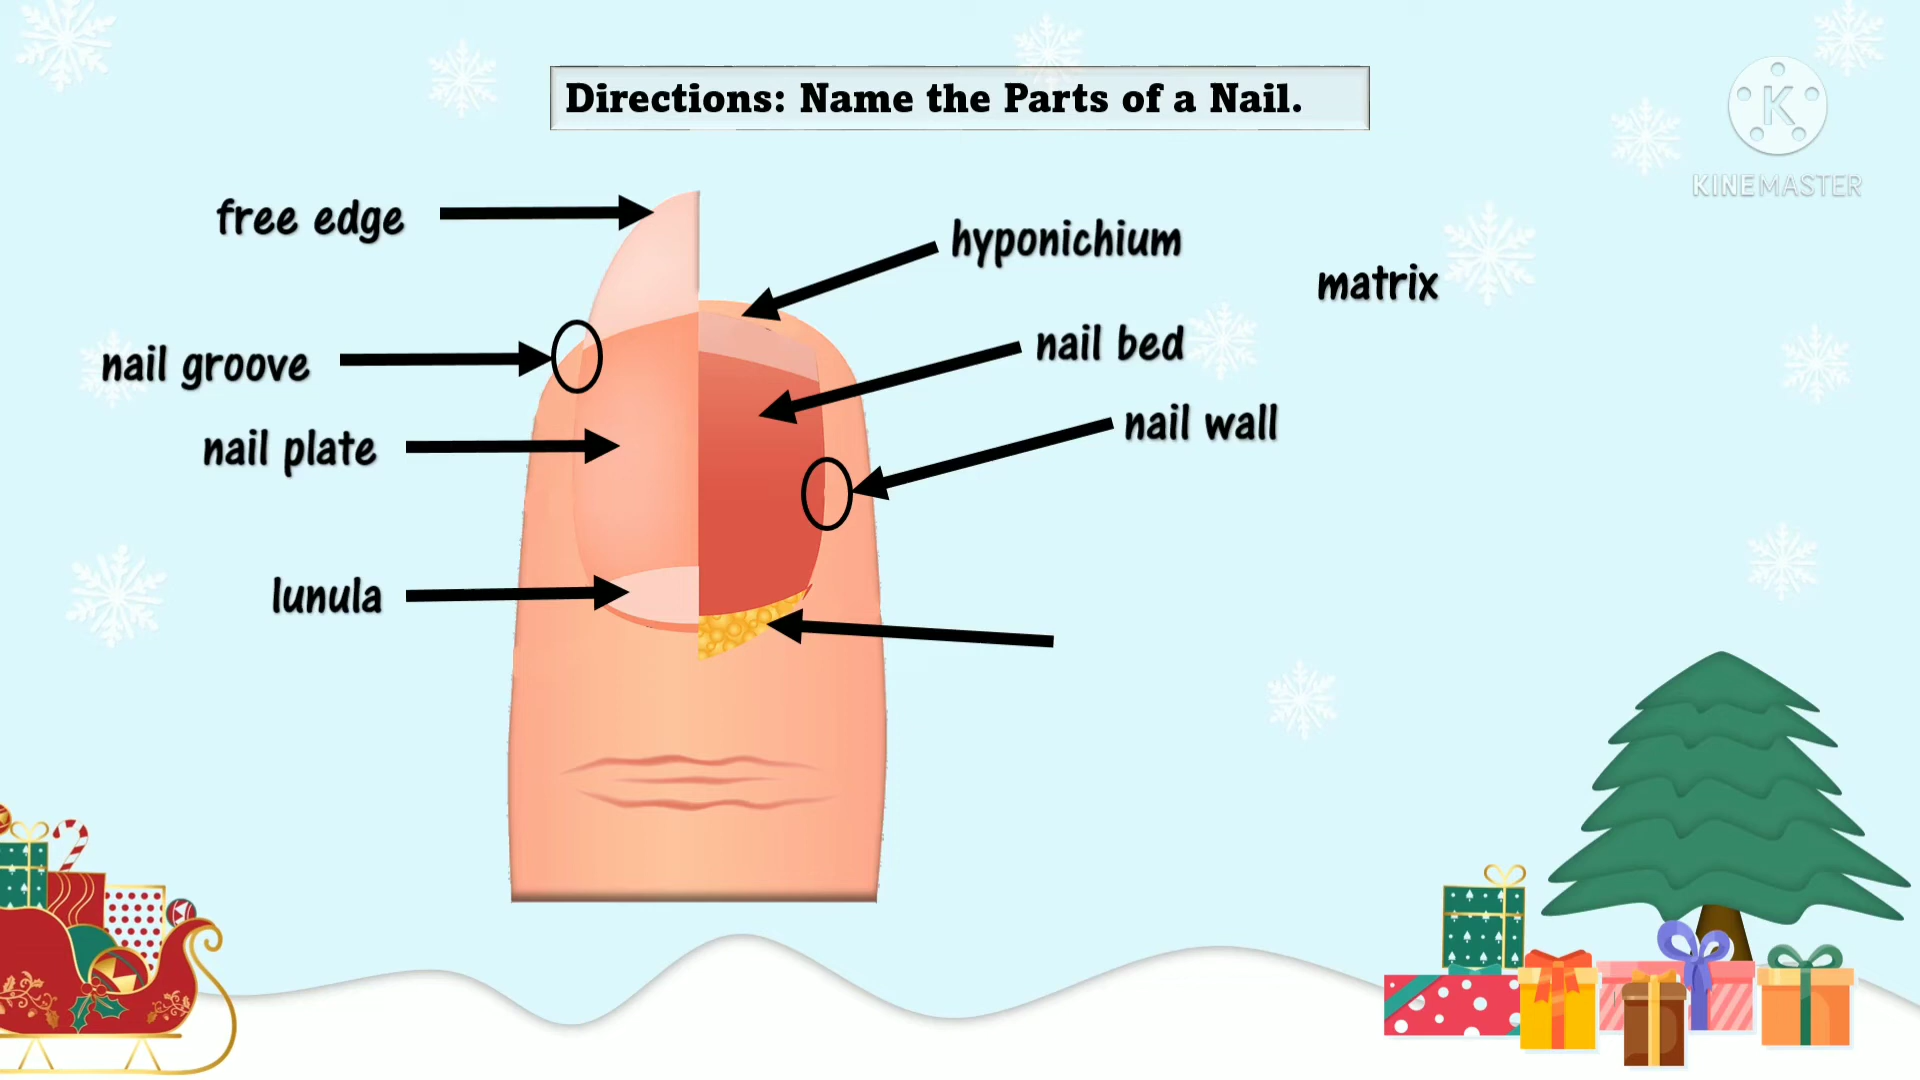 Directions: Name the Parts of a Nail.
K
KINEMASTER
free edge
hyponichium
matrix
nail groove
nail bed
nail plate
nail wall
lunula